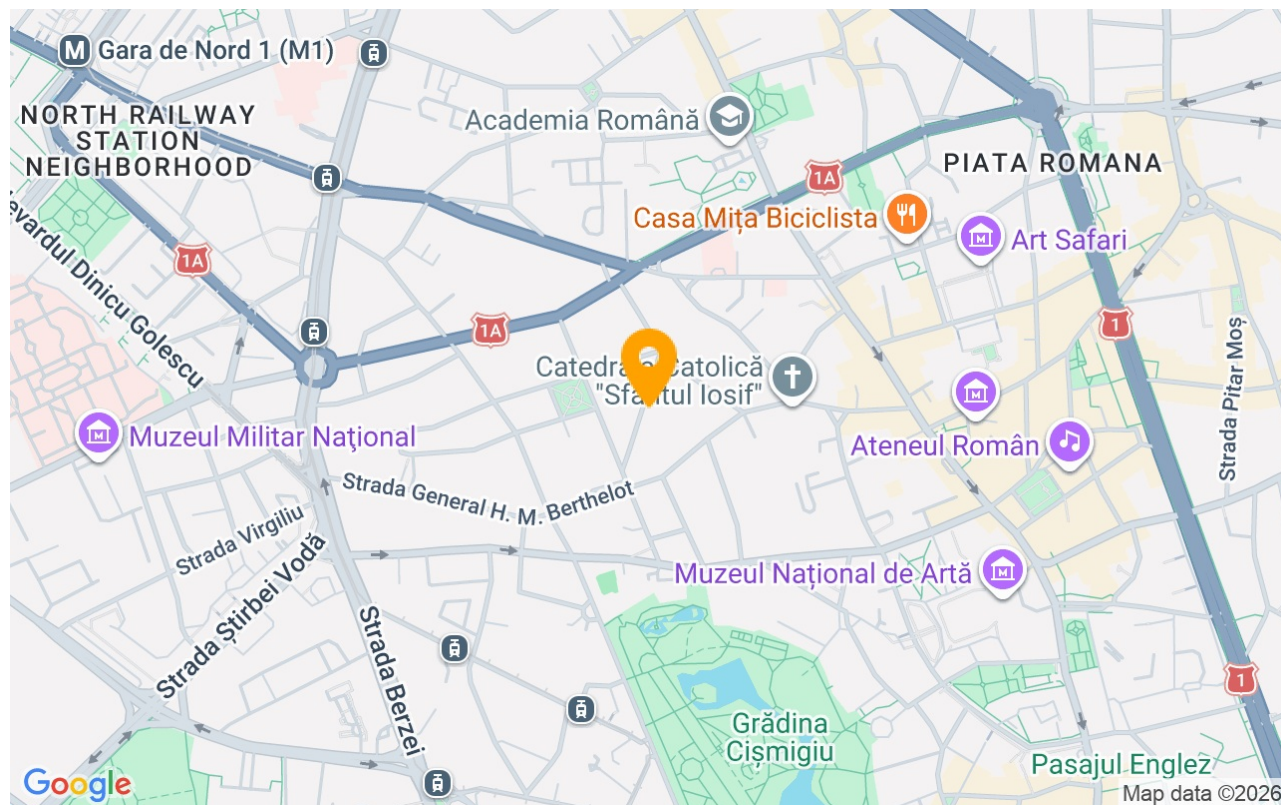 M Gara de Nord 1 (M1)
NORTH RAILWAY
STATION
NEIGHBORHOOD
Academia Română
1A
PIATA ROMANA
Casa Mița Biciclista
Art Safari
1A
1A
1
Dinicu Golescu
Catedrala Catolică
"Sfântul Iosif"
Strada Pitar Moș
Muzeul Militar Naţional
Ateneul Român
Strada General H. M. Berthelot
Strada Virgiliu
Strada Știrbei Vodă
Muzeul Național de Artă
Strada Berzei
1
Grădina
Cișmigiu
Pasajul Englez
Google
Map data ©2026